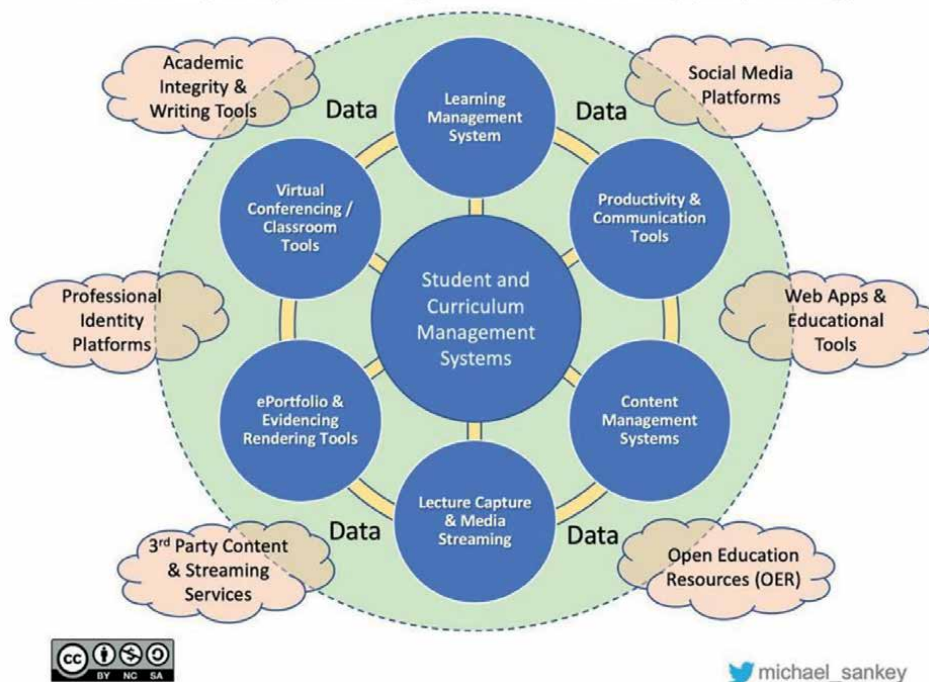 Academic
Integrity &
Writing Tools
Data
Learning
Management
System
Data
Social Media
Platforms
Virtual
Conferencing /
Classroom
Tools
Productivity &
Communication
Tools
Professional
Identity
Platforms
Student and
Curriculum
Management
Systems
Web Apps &
Educational
Tools
ePortfolio &
Evidencing
Rendering Tools
Content
Management
Systems
Lecture Capture
& Media
Streaming
Data
Data
3rd Party Content
& Streaming
Services
Open Education
Resources (OER)
cc
BY NC SA
michael_sankey